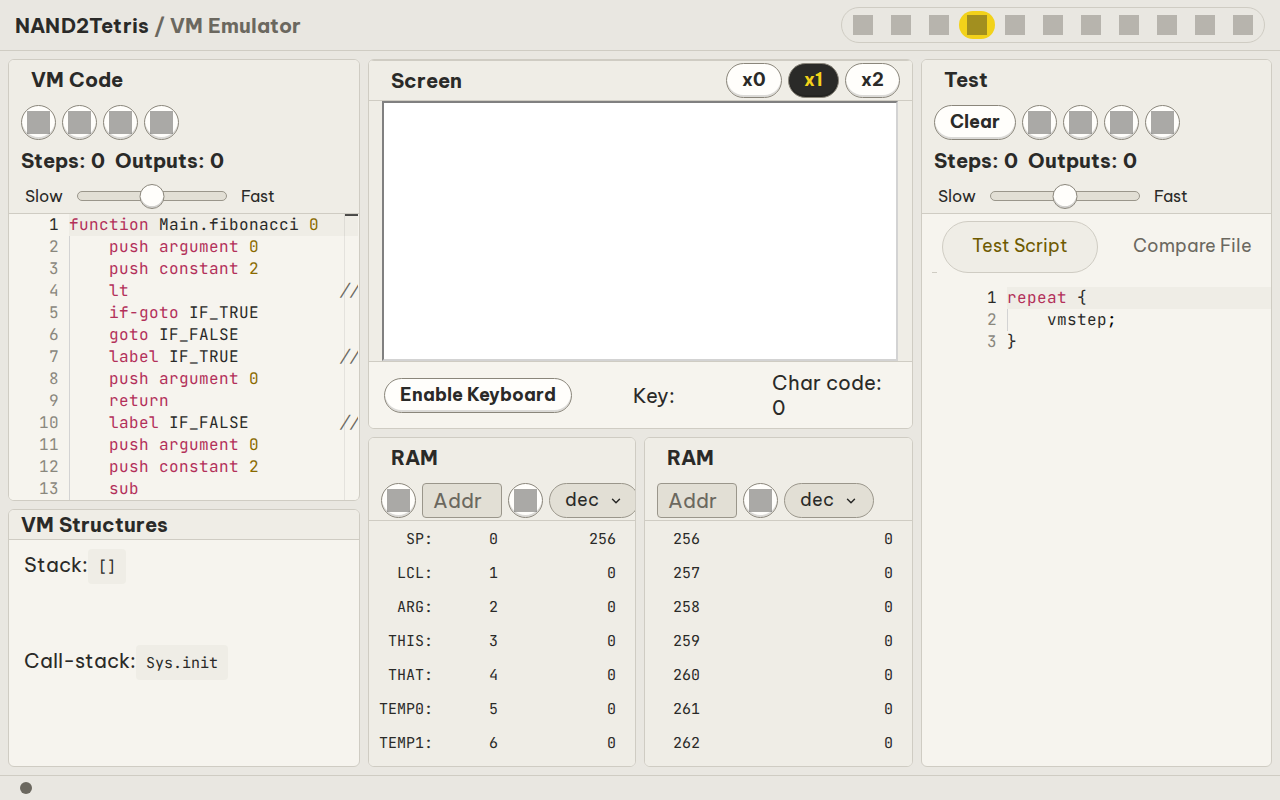 NAND2Tetris / VM Emulator
VM Code
Steps: 0 Outputs: 0
Slow Fast
1 function Main.fibonacci 0
2 push argument 0
3 push constant 2
4 lt //
5 if-goto IF_TRUE
6 goto IF_FALSE
7 label IF_TRUE //
8 push argument 0
9 return
10 label IF_FALSE //
11 push argument 0
12 push constant 2
13 sub
VM Structures
Stack: []
Call-stack: Sys.init
Screen
x0 x1 x2
Enable Keyboard
Key:
Char code:
0
RAM
Addr dec
SP: 0 256
LCL: 1 0
ARG: 2 0
THIS: 3 0
THAT: 4 0
TEMP0: 5 0
TEMP1: 6 0
RAM
Addr dec
256 0
257 0
258 0
259 0
260 0
261 0
262 0
Test
Clear
Steps: 0 Outputs: 0
Slow Fast
Test Script Compare File
1 repeat {
2 vmstep;
3 }